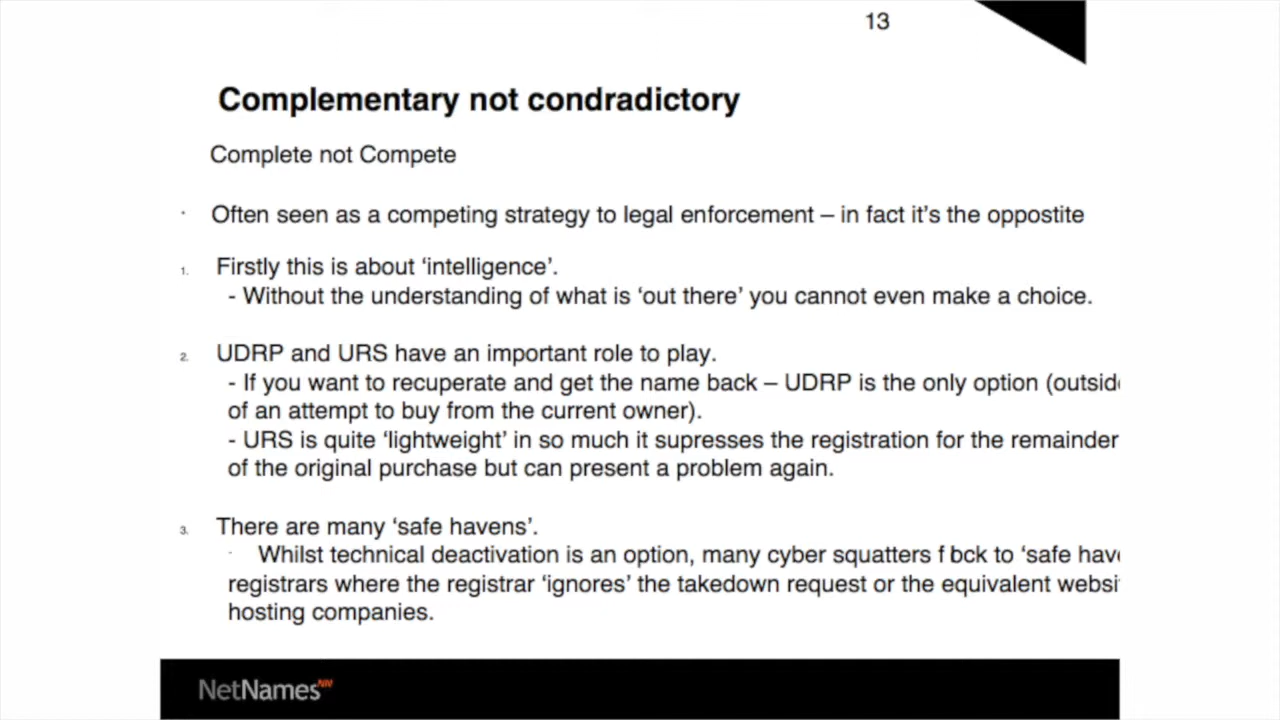 13
Complementary not condradictory
Complete not Compete
· Often seen as a competing strategy to legal enforcement – in fact it's the oppostite
1. Firstly this is about ‘intelligence’.
- Without the understanding of what is ‘out there’ you cannot even make a choice.
2. UDRP and URS have an important role to play.
- If you want to recuperate and get the name back – UDRP is the only option (outsid
of an attempt to buy from the current owner).
- URS is quite ‘lightweight’ in so much it supresses the registration for the remainder
of the original purchase but can present a problem again.
3. There are many ‘safe havens’.
· Whilst technical deactivation is an option, many cyber squatters f bck to ‘safe hav
registrars where the registrar ‘ignores’ the takedown request or the equivalent websi
hosting companies.
NetNames